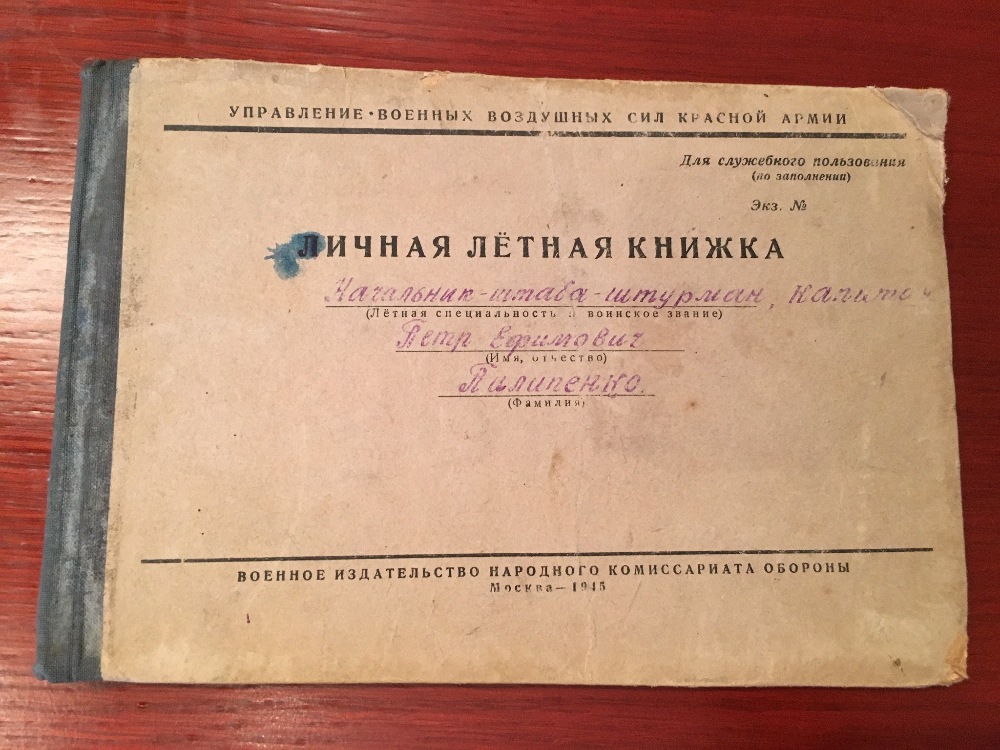 УПРАВЛЕНИЕ • ВОЕННЫХ ВОЗДУШНЫХ СИЛ КРАСНОЙ АРМИИ
Для служебного пользования
(по заполнении)
Экз. №
ЛИЧНАЯ ЛЁТНАЯ КНИЖКА
Начальник-штаба-штурман, капитан
(Лётная специальность и воинское звание)
Петр Ефимович
(Имя, отчество)
Палипенко.
(Фамилия)
ВОЕННОЕ ИЗДАТЕЛЬСТВО НАРОДНОГО КОМИССАРИАТА ОБОРОНЫ
Москва — 1945